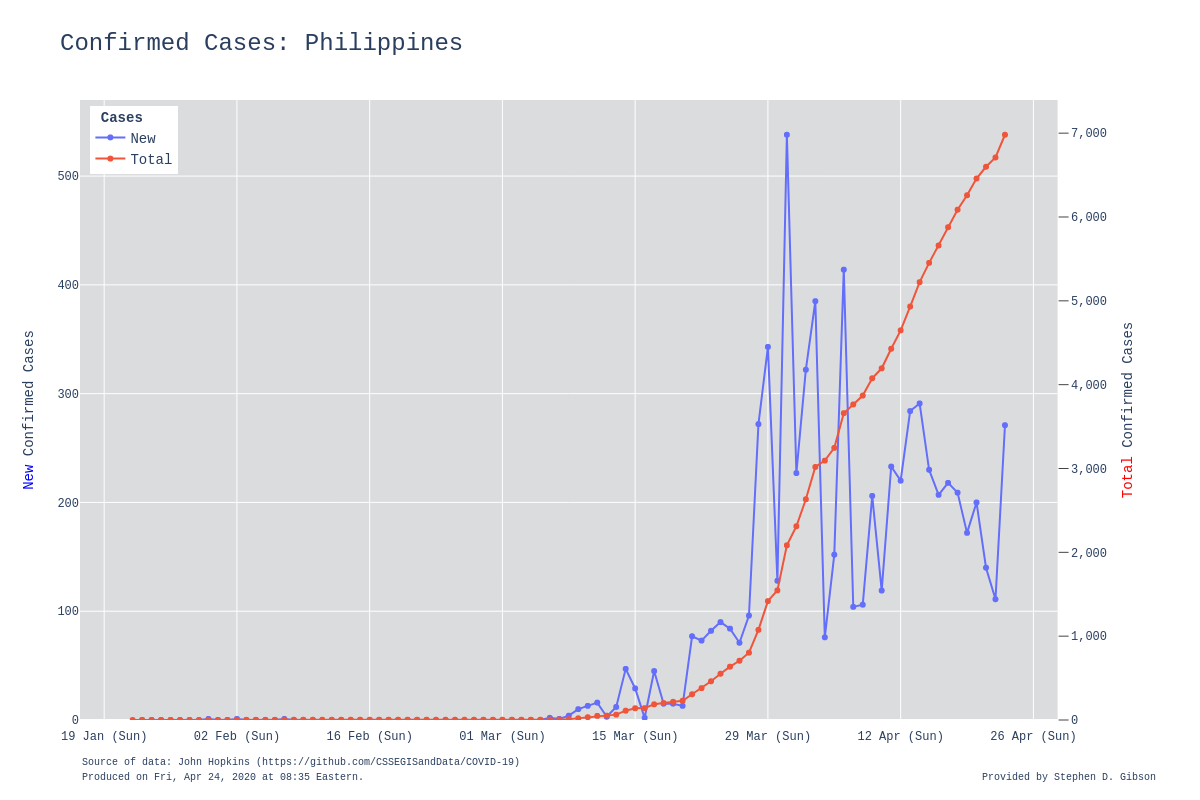 Confirmed Cases: Philippines
Cases
New
Total
500
400
300
200
100
0
New Confirmed Cases
7,000
6,000
5,000
4,000
3,000
2,000
1,000
0
Total Confirmed Cases
19 Jan (Sun) 02 Feb (Sun) 16 Feb (Sun) 01 Mar (Sun) 15 Mar (Sun) 29 Mar (Sun) 12 Apr (Sun) 26 Apr (Sun)
Source of data: John Hopkins (https://github.com/CSSEGISandData/COVID-19)
Produced on Fri, Apr 24, 2020 at 08:35 Eastern.
Provided by Stephen D. Gibson